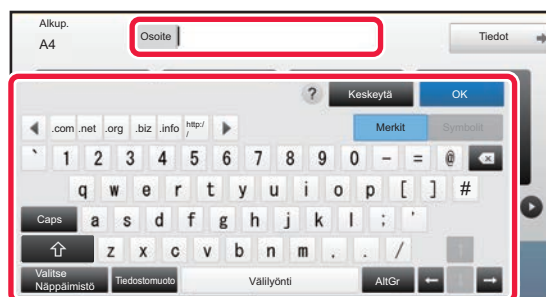 Alkup.
A4
Osoite
Tiedot
? Keskeytä OK
.com .net .org .biz .info http:/
/
Merkit Symbolit
` 1 2 3 4 5 6 7 8 9 0 - = @
q w e r t y u i o p [ ] #
Caps a s d f g h j k l ; '
z x c v b n m . . /
Valitse
Näppäimistö Tiedostomuoto Välilyönti AltGr